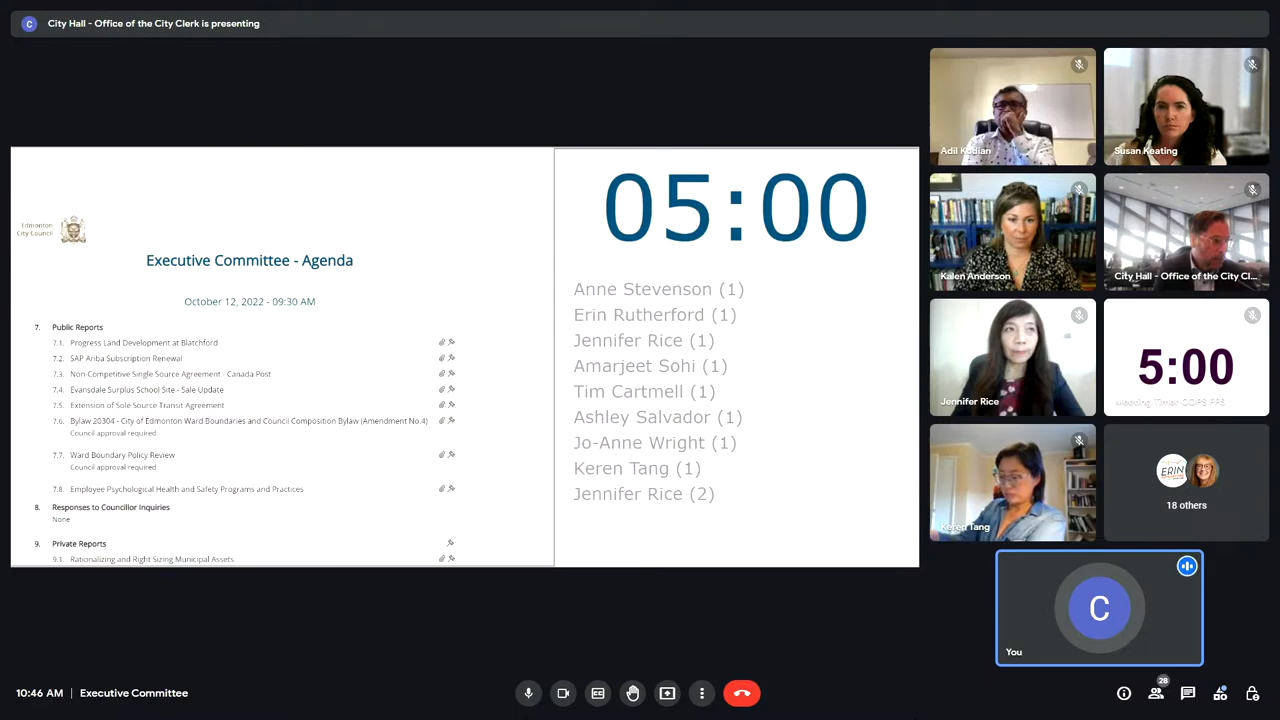 C City Hall - Office of the City Clerk is presenting
Edmonton
City Council
Executive Committee - Agenda
October 12, 2022 - 09:30 AM
7. Public Reports
7.1. Progress Land Development at Blatchford
7.2. SAP Ariba Subscription Renewal
7.3. Non-Competitive Single Source Agreement - Canada Post
7.4. Evansdale Surplus School Site - Sale Update
7.5. Extension of Sole Source Transit Agreement
7.6. Bylaw 20304 - City of Edmonton Ward Boundaries and Council Composition Bylaw (Amendment No.4)
Council approval required
7.7. Ward Boundary Policy Review
Council approval required
7.8. Employee Psychological Health and Safety Programs and Practices
8. Responses to Councillor Inquiries
None
9. Private Reports
9.1. Rationalizing and Right Sizing Municipal Assets
05:00
Anne Stevenson (1)
Erin Rutherford (1)
Jennifer Rice (1)
Amarjeet Sohi (1)
Tim Cartmell (1)
Ashley Salvador (1)
Jo-Anne Wright (1)
Keren Tang (1)
Jennifer Rice (2)
Adil Kodian
Susan Keating
Kalen Anderson
City Hall - Office of the City Cl...
Jennifer Rice
5:00
Meeting Timer COPS FFS
Keren Tang
ERIN
18 others
C
You
10:46 AM | Executive Committee
CC
28